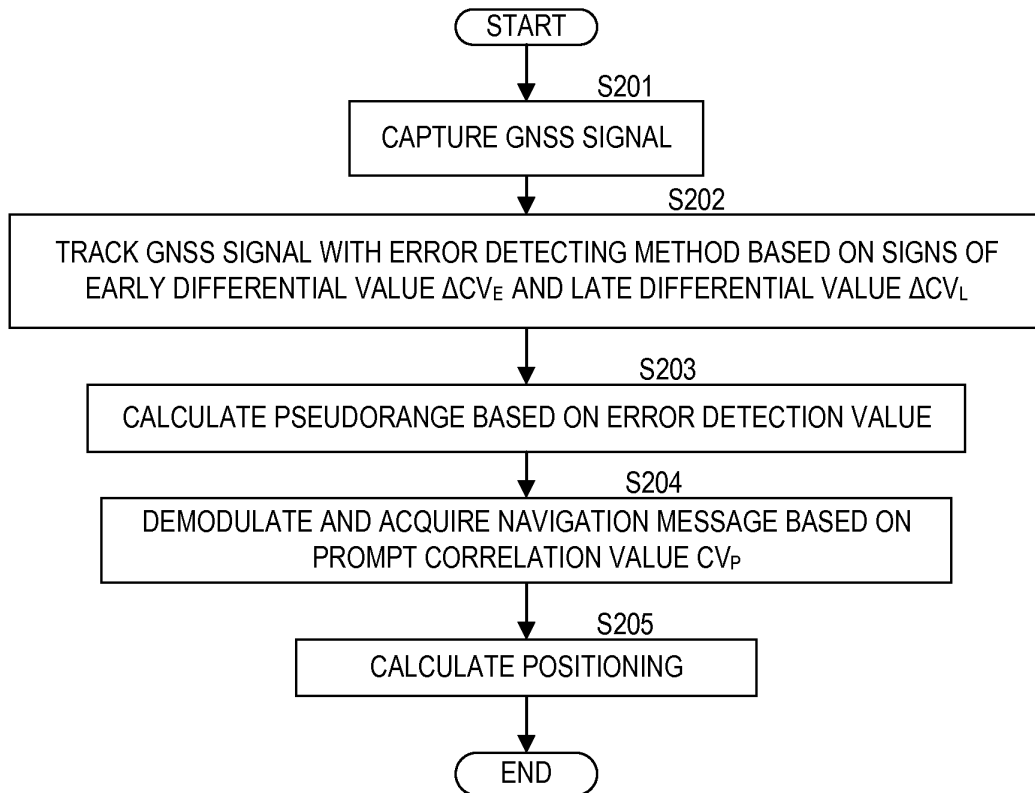 START
S201
CAPTURE GNSS SIGNAL
S202
TRACK GNSS SIGNAL WITH ERROR DETECTING METHOD BASED ON SIGNS OF
EARLY DIFFERENTIAL VALUE ΔCVE AND LATE DIFFERENTIAL VALUE ΔCVL
S203
CALCULATE PSEUDORANGE BASED ON ERROR DETECTION VALUE
S204
DEMODULATE AND ACQUIRE NAVIGATION MESSAGE BASED ON
PROMPT CORRELATION VALUE CVP
S205
CALCULATE POSITIONING
END